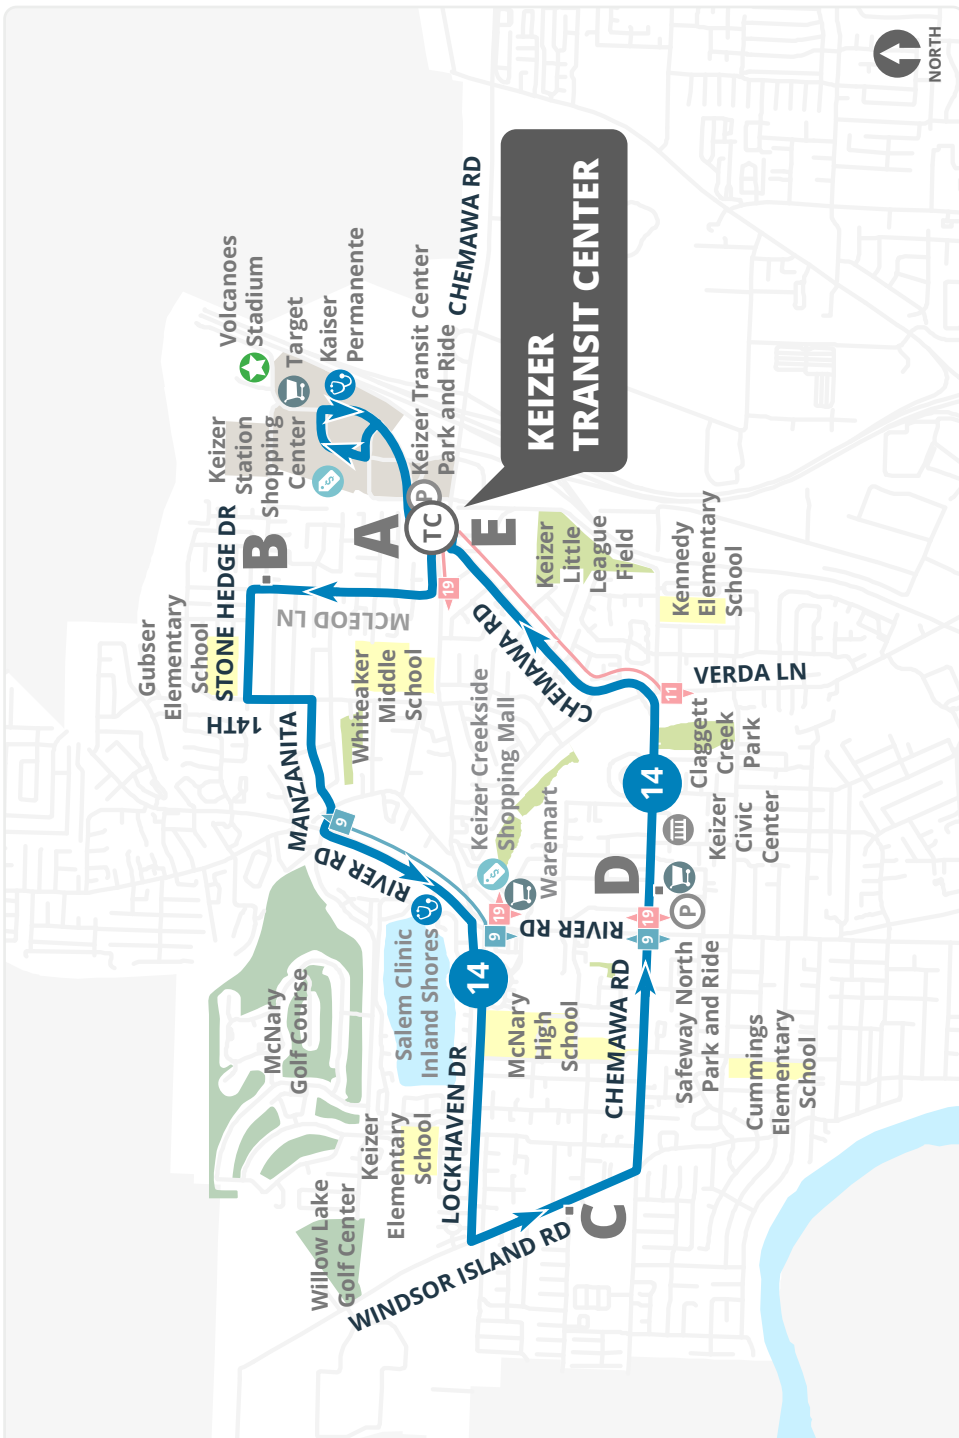 NORTH
Volcanoes
Stadium
Target
Kaiser
Permanente
Keizer
Station
Shopping
Center
Keizer Transit Center
Park and Ride
CHEMAWA RD
KEIZER
TRANSIT CENTER
P
TC
A
E
B
STONE HEDGE DR
Gubser
Elementary
School
MCLEOD LN
19
14TH
MANZANITA
Whiteaker
Middle
School
Keizer
Little
League
Field
Kennedy
Elementary
School
CHEMAWA RD
11
VERDA LN
Claggett
Creek
Park
14
Keizer
Civic
Center
Keizer Creekside
Shopping Mall
Waremart
9
RIVER RD
Salem Clinic
Inland Shores
19
9
RIVER RD
D
19
9
P
Safeway North
Park and Ride
14
McNary
Golf Course
McNary
High
School
CHEMAWA RD
Cummings
Elementary
School
LOCKHAVEN DR
Keizer
Elementary
School
Willow Lake
Golf Center
WINDSOR ISLAND RD
C